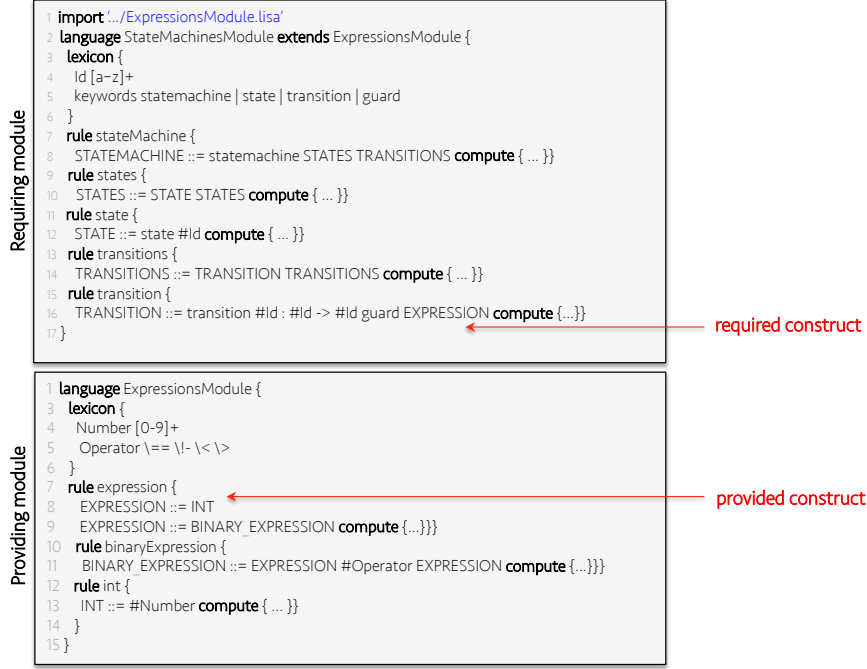 Requiring module
1 import '.../ExpressionsModule.lisa'
2 language StateMachinesModule extends ExpressionsModule {
3 lexicon {
4 Id [a-z]+
5 keywords statemachine | state | transition | guard
6 }
7 rule stateMachine {
8 STATEMACHINE ::= statemachine STATES TRANSITIONS compute { ... }}
9 rule states {
10 STATES ::= STATE STATES compute { ... }}
11 rule state {
12 STATE ::= state #Id compute { ... }}
13 rule transitions {
14 TRANSITIONS ::= TRANSITION TRANSITIONS compute { ... }}
15 rule transition {
16 TRANSITION ::= transition #Id : #Id -> #Id guard EXPRESSION compute {...}}
17 }
required construct
Providing module
1 language ExpressionsModule {
3 lexicon {
4 Number [0-9]+
5 Operator \== \!- \< \>
6 }
7 rule expression {
8 EXPRESSION ::= INT
9 EXPRESSION ::= BINARY_EXPRESSION compute {...}}}
10 rule binaryExpression {
11 BINARY_EXPRESSION ::= EXPRESSION #Operator EXPRESSION compute {...}}}
12 rule int {
13 INT ::= #Number compute { ... }}
14 }
15 }
provided construct